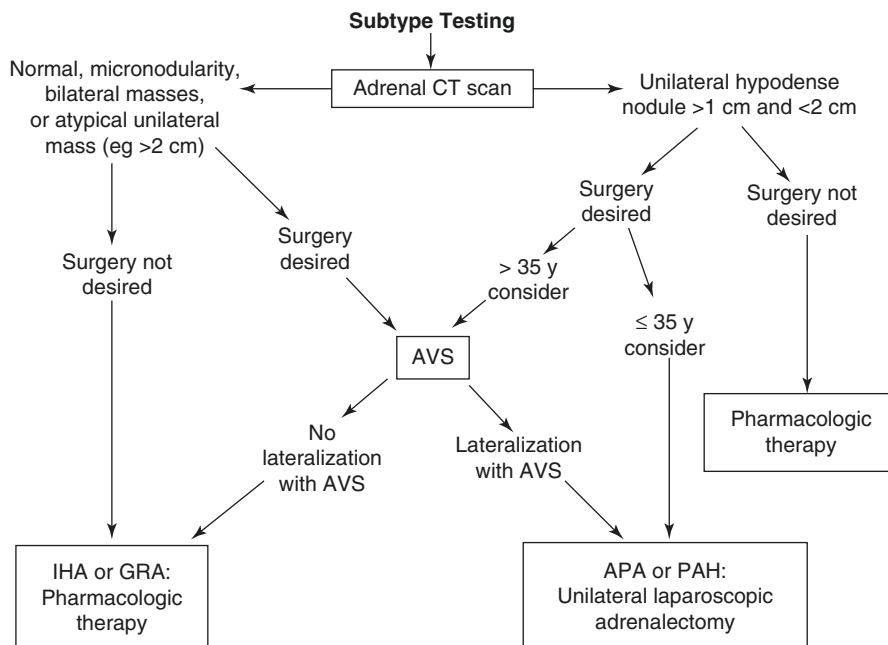 Subtype Testing
Adrenal CT scan
Normal, micronodularity,
bilateral masses,
or atypical unilateral
mass (eg >2 cm)
Unilateral hypodense
nodule >1 cm and <2 cm
Surgery not
desired
Surgery
desired
Surgery
desired
Surgery not
desired
> 35 y
consider
≤ 35 y
consider
AVS
No
lateralization
with AVS
Lateralization
with AVS
Pharmacologic
therapy
IHA or GRA:
Pharmacologic
therapy
APA or PAH:
Unilateral laparoscopic
adrenalectomy